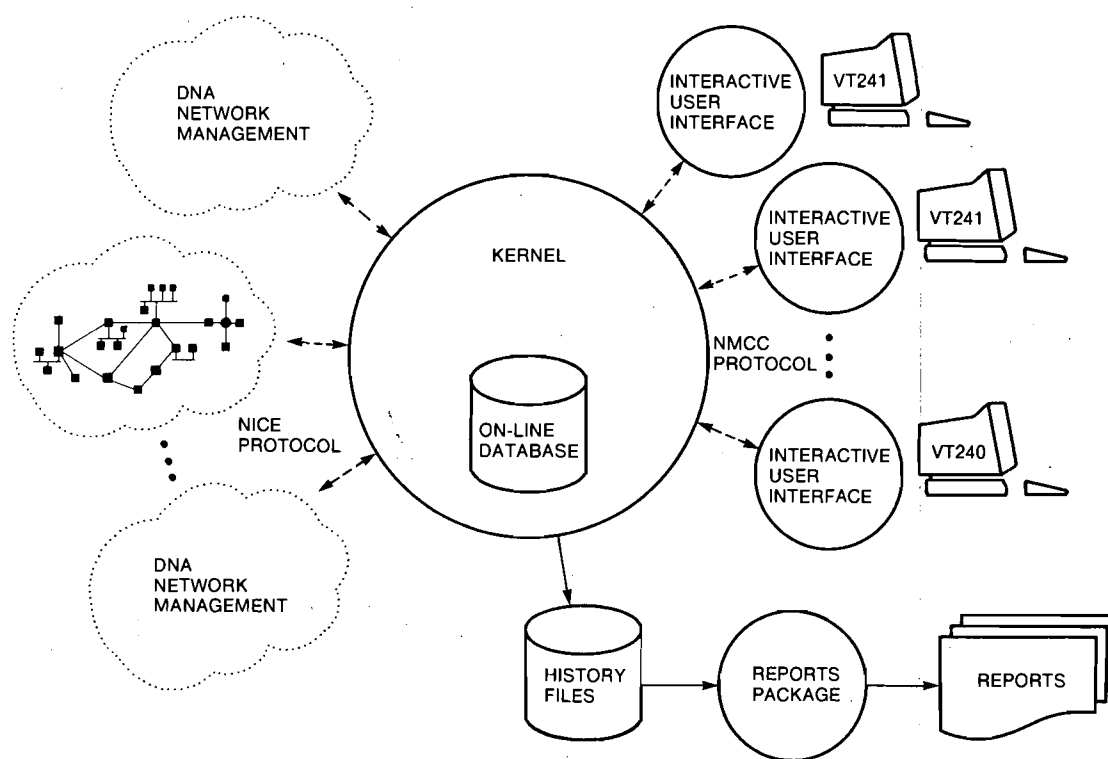 DNA
NETWORK
MANAGEMENT
INTERACTIVE
USER
INTERFACE
VT241
KERNEL
INTERACTIVE
USER
INTERFACE
VT241
NMCC
PROTOCOL
NICE
PROTOCOL
ON-LINE
DATABASE
INTERACTIVE
USER
INTERFACE
VT240
DNA
NETWORK
MANAGEMENT
HISTORY
FILES
REPORTS
PACKAGE
REPORTS